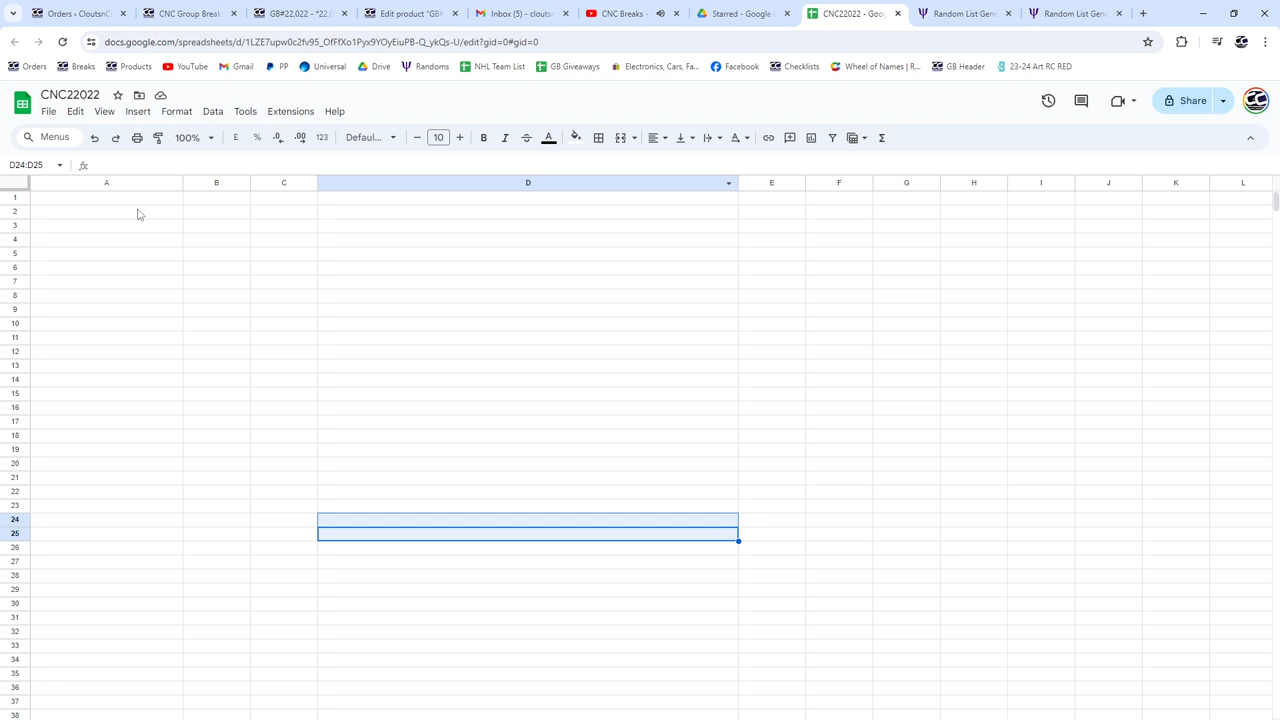 Orders ‹ Cloutsn
CNC Group Break
GB#22,022 - "22,0
Edit product "GB
Inbox (5) - clouts
CNC Breaks -
Starred - Google
CNC22022 - Goog
Random List Gene
Random List Gene
docs.google.com/spreadsheets/d/1LZE7upw0c2fv95_OfFfXo1Pyx9YOyEiuPB-Q_ykQs-U/edit?gid=0#gid=0
Orders Breaks Products YouTube Gmail PP Universal Drive Randoms NHL Team List GB Giveaways Electronics, Cars, Fa... Facebook Checklists Wheel of Names | R... GB Header 23-24 Art RC RED
CNC22022
File Edit View Insert Format Data Tools Extensions Help
Share
Menus 100% £ % .0 .00 123 Defaul... 10 B I A Σ
D24:D25 fx
A B C D E F G H I J K L
1
2
3
4
5
6
7
8
9
10
11
12
13
14
15
16
17
18
19
20
21
22
23
24
25
26
27
28
29
30
31
32
33
34
35
36
37
38